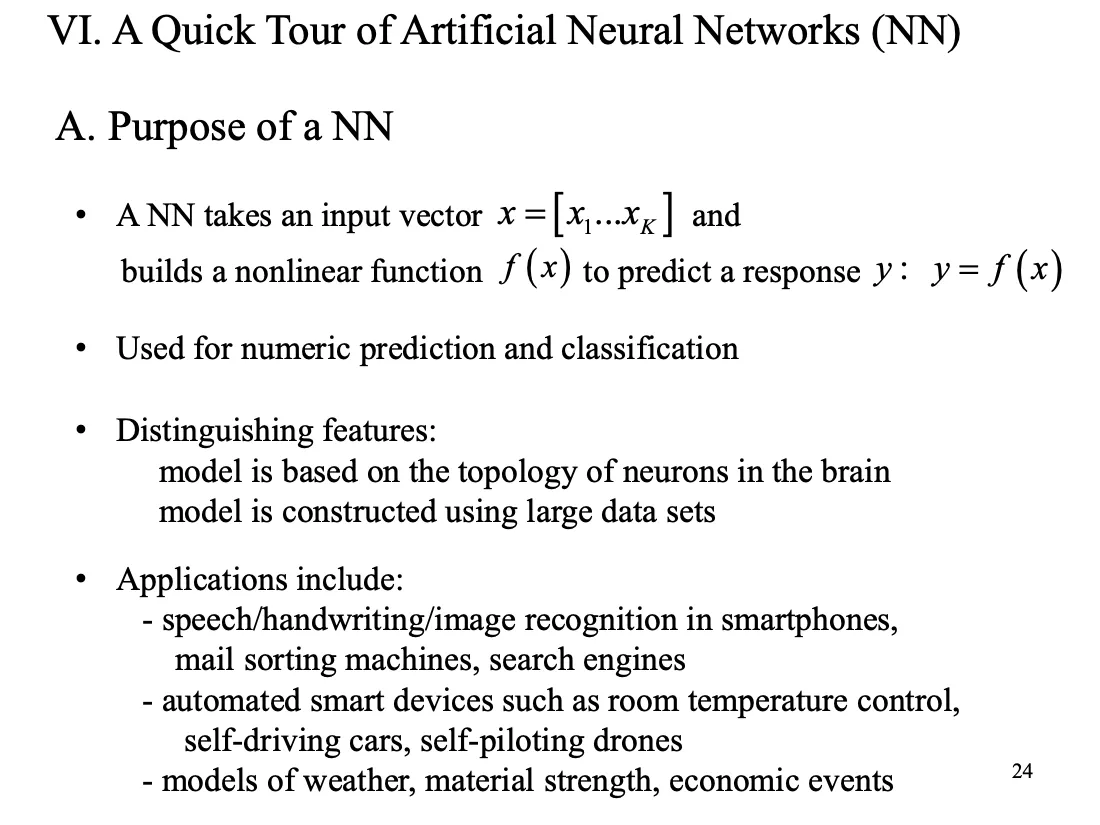 VI. A Quick Tour of Artificial Neural Networks (NN)
A. Purpose of a NN
• A NN takes an input vector x = [x₁...x_K] and
builds a nonlinear function f(x) to predict a response y: y = f(x)
• Used for numeric prediction and classification
• Distinguishing features:
model is based on the topology of neurons in the brain
model is constructed using large data sets
• Applications include:
- speech/handwriting/image recognition in smartphones,
mail sorting machines, search engines
- automated smart devices such as room temperature control,
self-driving cars, self-piloting drones
- models of weather, material strength, economic events
24